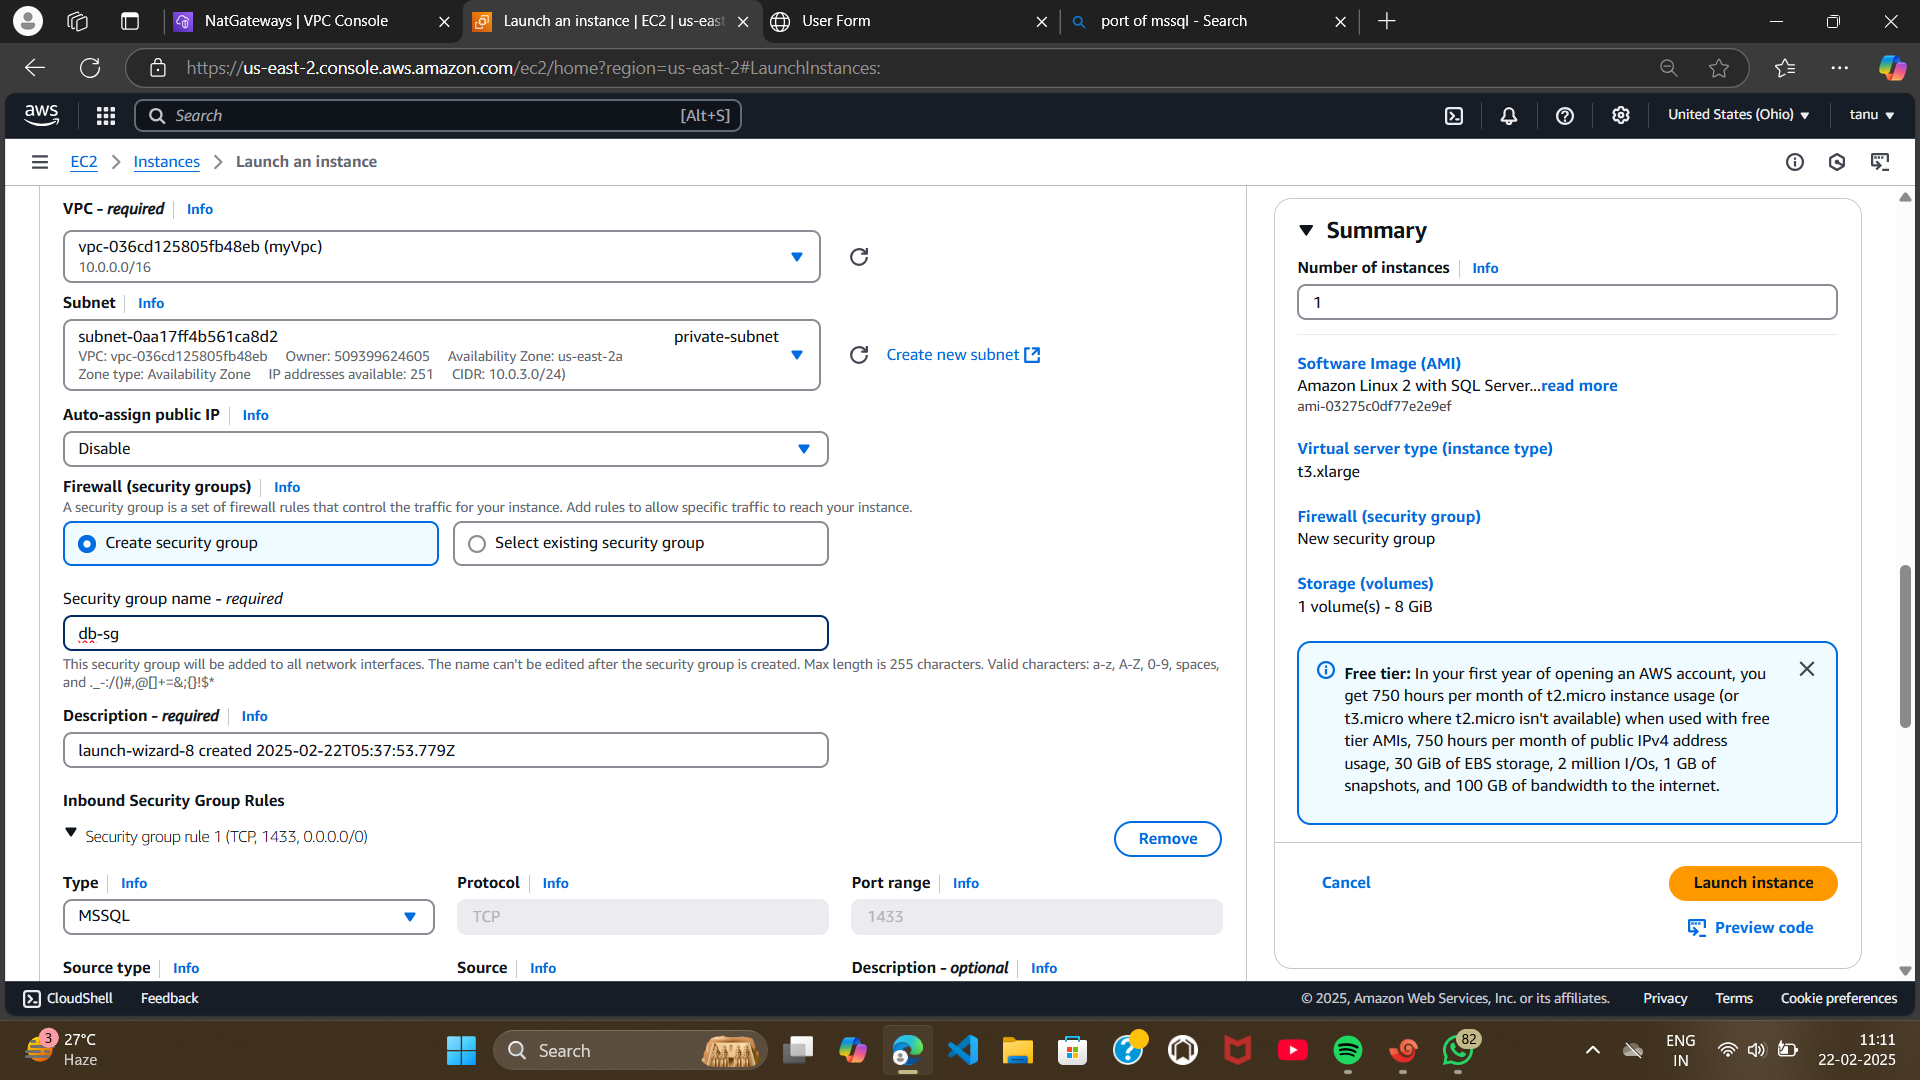 NatGateways | VPC Console
Launch an instance | EC2 | us-east
User Form
port of mssql - Search
https://us-east-2.console.aws.amazon.com/ec2/home?region=us-east-2#LaunchInstances:
aws
Search
[Alt+S]
United States (Ohio)
tanu
EC2
Instances
Launch an instance
VPC - required
Info
vpc-036cd125805fb48eb (myVpc)
10.0.0.0/16
Subnet
Info
subnet-0aa17ff4b561ca8d2
private-subnet
VPC: vpc-036cd125805fb48eb Owner: 509399624605 Availability Zone: us-east-2a
Zone type: Availability Zone IP addresses available: 251 CIDR: 10.0.3.0/24)
Create new subnet
Auto-assign public IP
Info
Disable
Firewall (security groups)
Info
A security group is a set of firewall rules that control the traffic for your instance. Add rules to allow specific traffic to reach your instance.
Create security group
Select existing security group
Security group name - required
db-sg
This security group will be added to all network interfaces. The name can't be edited after the security group is created. Max length is 255 characters. Valid characters: a-z, A-Z, 0-9, spaces,
and ._-:/()#,@[]+=&;{}!$*
Description - required
Info
launch-wizard-8 created 2025-02-22T05:37:53.779Z
Inbound Security Group Rules
Security group rule 1 (TCP, 1433, 0.0.0.0/0)
Remove
Type
Info
Protocol
Info
Port range
Info
MSSQL
TCP
1433
Source type
Info
Source
Info
Description - optional
Info
Summary
Number of instances
Info
1
Software Image (AMI)
Amazon Linux 2 with SQL Server...read more
ami-03275c0df77e2e9ef
Virtual server type (instance type)
t3.xlarge
Firewall (security group)
New security group
Storage (volumes)
1 volume(s) - 8 GiB
Free tier: In your first year of opening an AWS account, you
get 750 hours per month of t2.micro instance usage (or
t3.micro where t2.micro isn't available) when used with free
tier AMIs, 750 hours per month of public IPv4 address
usage, 30 GiB of EBS storage, 2 million I/Os, 1 GB of
snapshots, and 100 GB of bandwidth to the internet.
Cancel
Launch instance
Preview code
CloudShell
Feedback
© 2025, Amazon Web Services, Inc. or its affiliates.
Privacy
Terms
Cookie preferences
3
27°C
Haze
Search
82
ENG
IN
11:11
22-02-2025